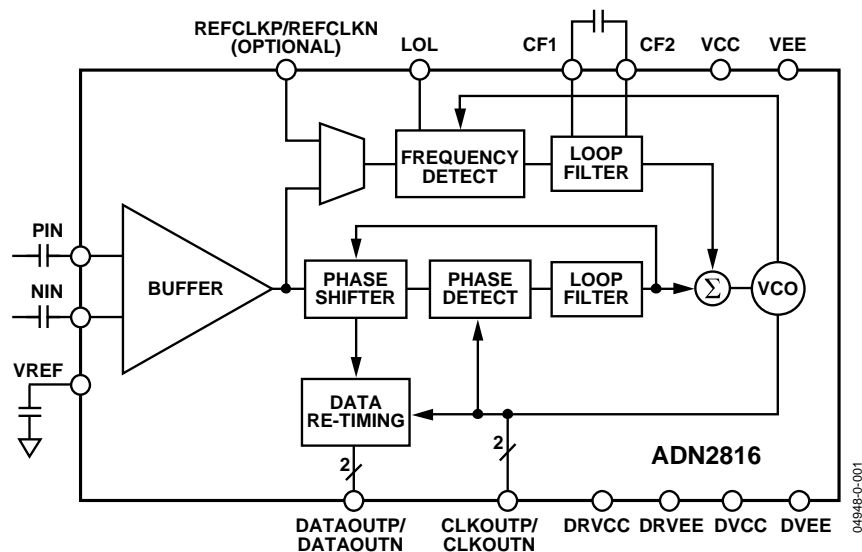 REFCLKP/REFCLKN
(OPTIONAL)
LOL
CF1
CF2
VCC
VEE
FREQUENCY
DETECT
LOOP
FILTER
PIN
NIN
VREF
BUFFER
PHASE
SHIFTER
PHASE
DETECT
LOOP
FILTER
Σ
VCO
DATA
RE-TIMING
2
2
ADN2816
DATAOUTP/
DATAOUTN
CLKOUTP/
CLKOUTN
DRVCC
DRVEE
DVCC
DVEE
04948-0-001